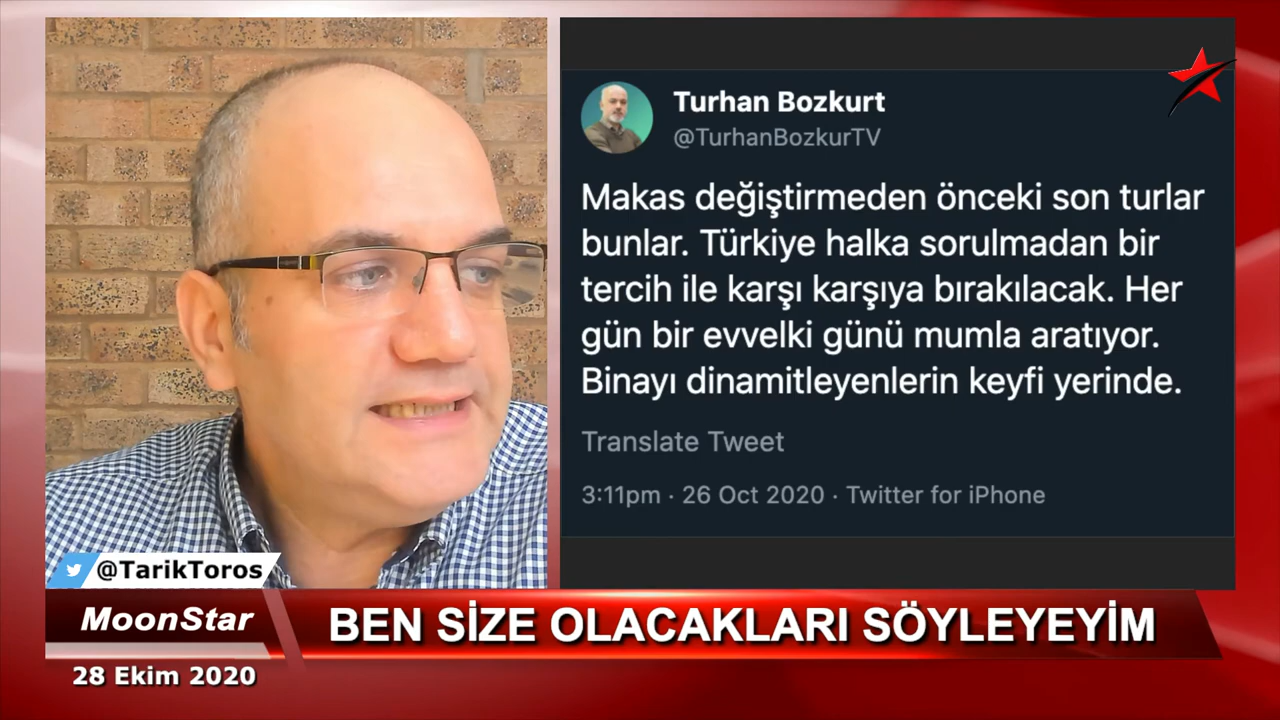 Turhan Bozkurt
@TurhanBozkurTV
Makas değiştirmeden önceki son turlar
bunlar. Türkiye halka sorulmadan bir
tercih ile karşı karşıya bırakılacak. Her
gün bir evvelki günü mumla aratıyor.
Binayı dinamitleyenlerin keyfi yerinde.
Translate Tweet
3:11pm · 26 Oct 2020 · Twitter for iPhone
@TarikToros
MoonStar
BEN SİZE OLACAKLARI SÖYLEYEYİM
28 Ekim 2020